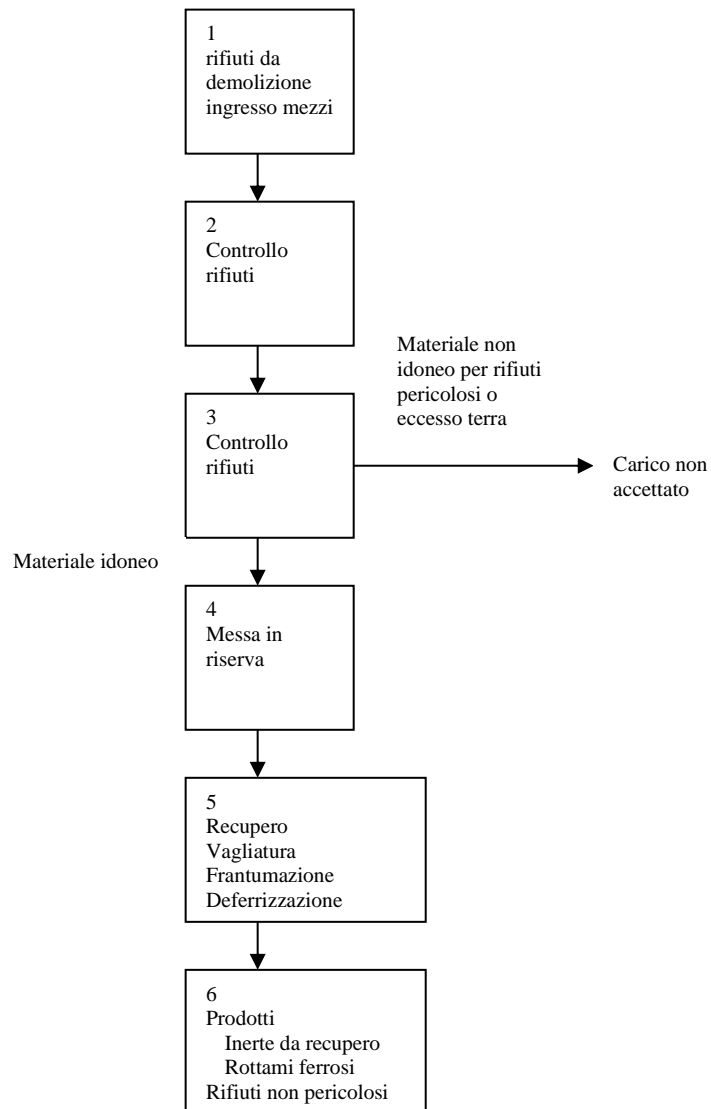 1
rifiuti da
demolizione
ingresso mezzi
2
Controllo
rifiuti
Materiale non
idoneo per rifiuti
pericolosi o
eccesso terra
3
Controllo
rifiuti
Carico non
accettato
Materiale idoneo
4
Messa in
riserva
5
Recupero
Vagliatura
Frantumazione
Deferrizzazione
6
Prodotti
Inerte da recupero
Rottami ferrosi
Rifiuti non pericolosi